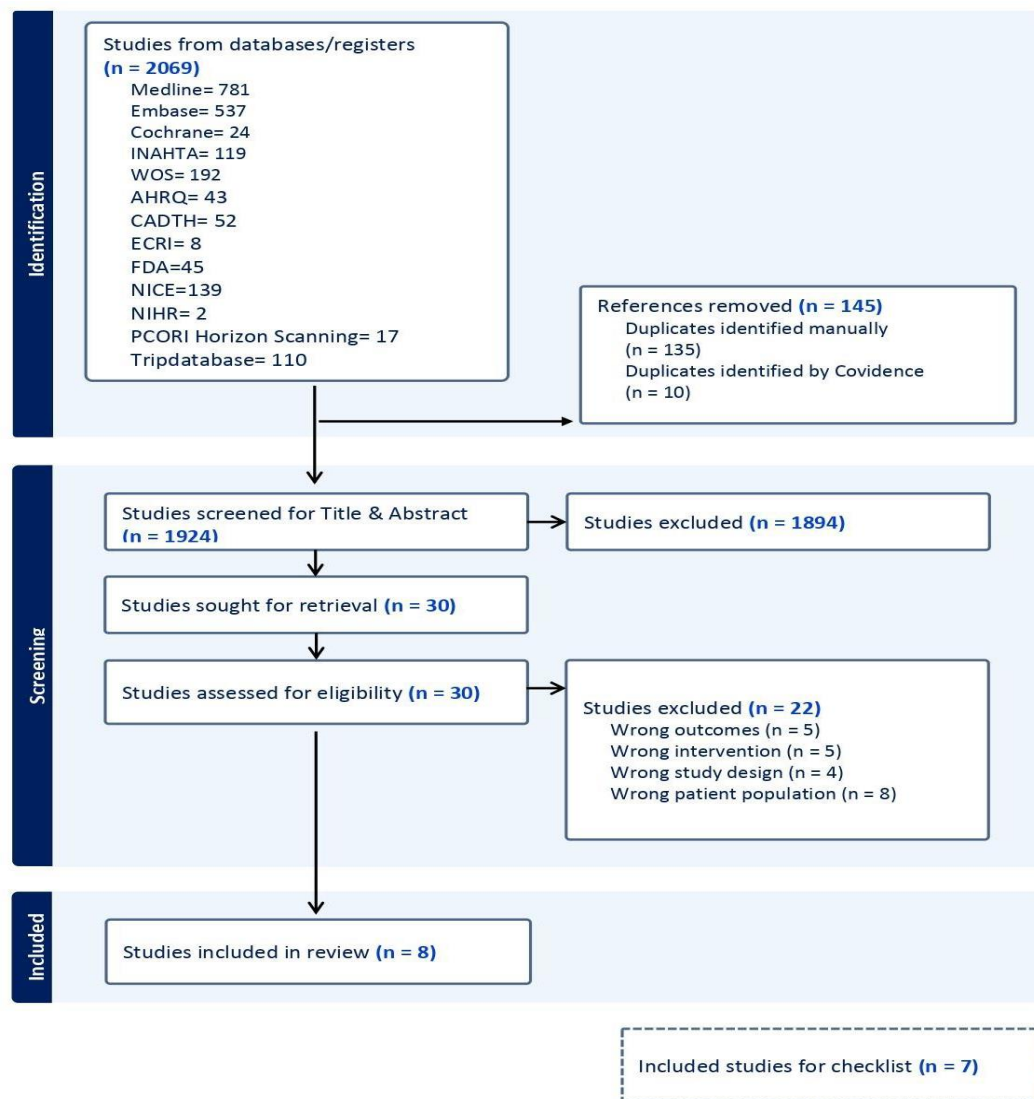 Identification
Studies from databases/registers
(n = 2069)
Medline= 781
Embase= 537
Cochrane= 24
INAHTA= 119
WOS= 192
AHRQ= 43
CADTH= 52
ECRI= 8
FDA=45
NICE=139
NIHR= 2
PCORI Horizon Scanning= 17
Tripdatabase= 110
References removed (n = 145)
Duplicates identified manually
(n = 135)
Duplicates identified by Covidence
(n = 10)
Screening
Studies screened for Title & Abstract
(n = 1924)
Studies excluded (n = 1894)
Studies sought for retrieval (n = 30)
Studies assessed for eligibility (n = 30)
Studies excluded (n = 22)
Wrong outcomes (n = 5)
Wrong intervention (n = 5)
Wrong study design (n = 4)
Wrong patient population (n = 8)
Included
Studies included in review (n = 8)
Included studies for checklist (n = 7)